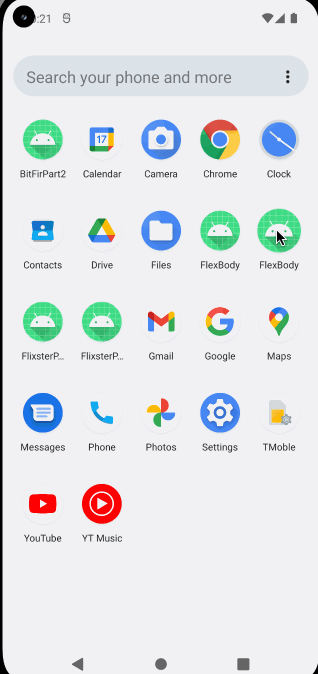 :21
Search your phone and more
BitFirPart2 Calendar Camera Chrome Clock
Contacts Drive Files FlexBody FlexBody
FlixsterP... FlixsterP... Gmail Google Maps
Messages Phone Photos Settings TMoble
YouTube YT Music